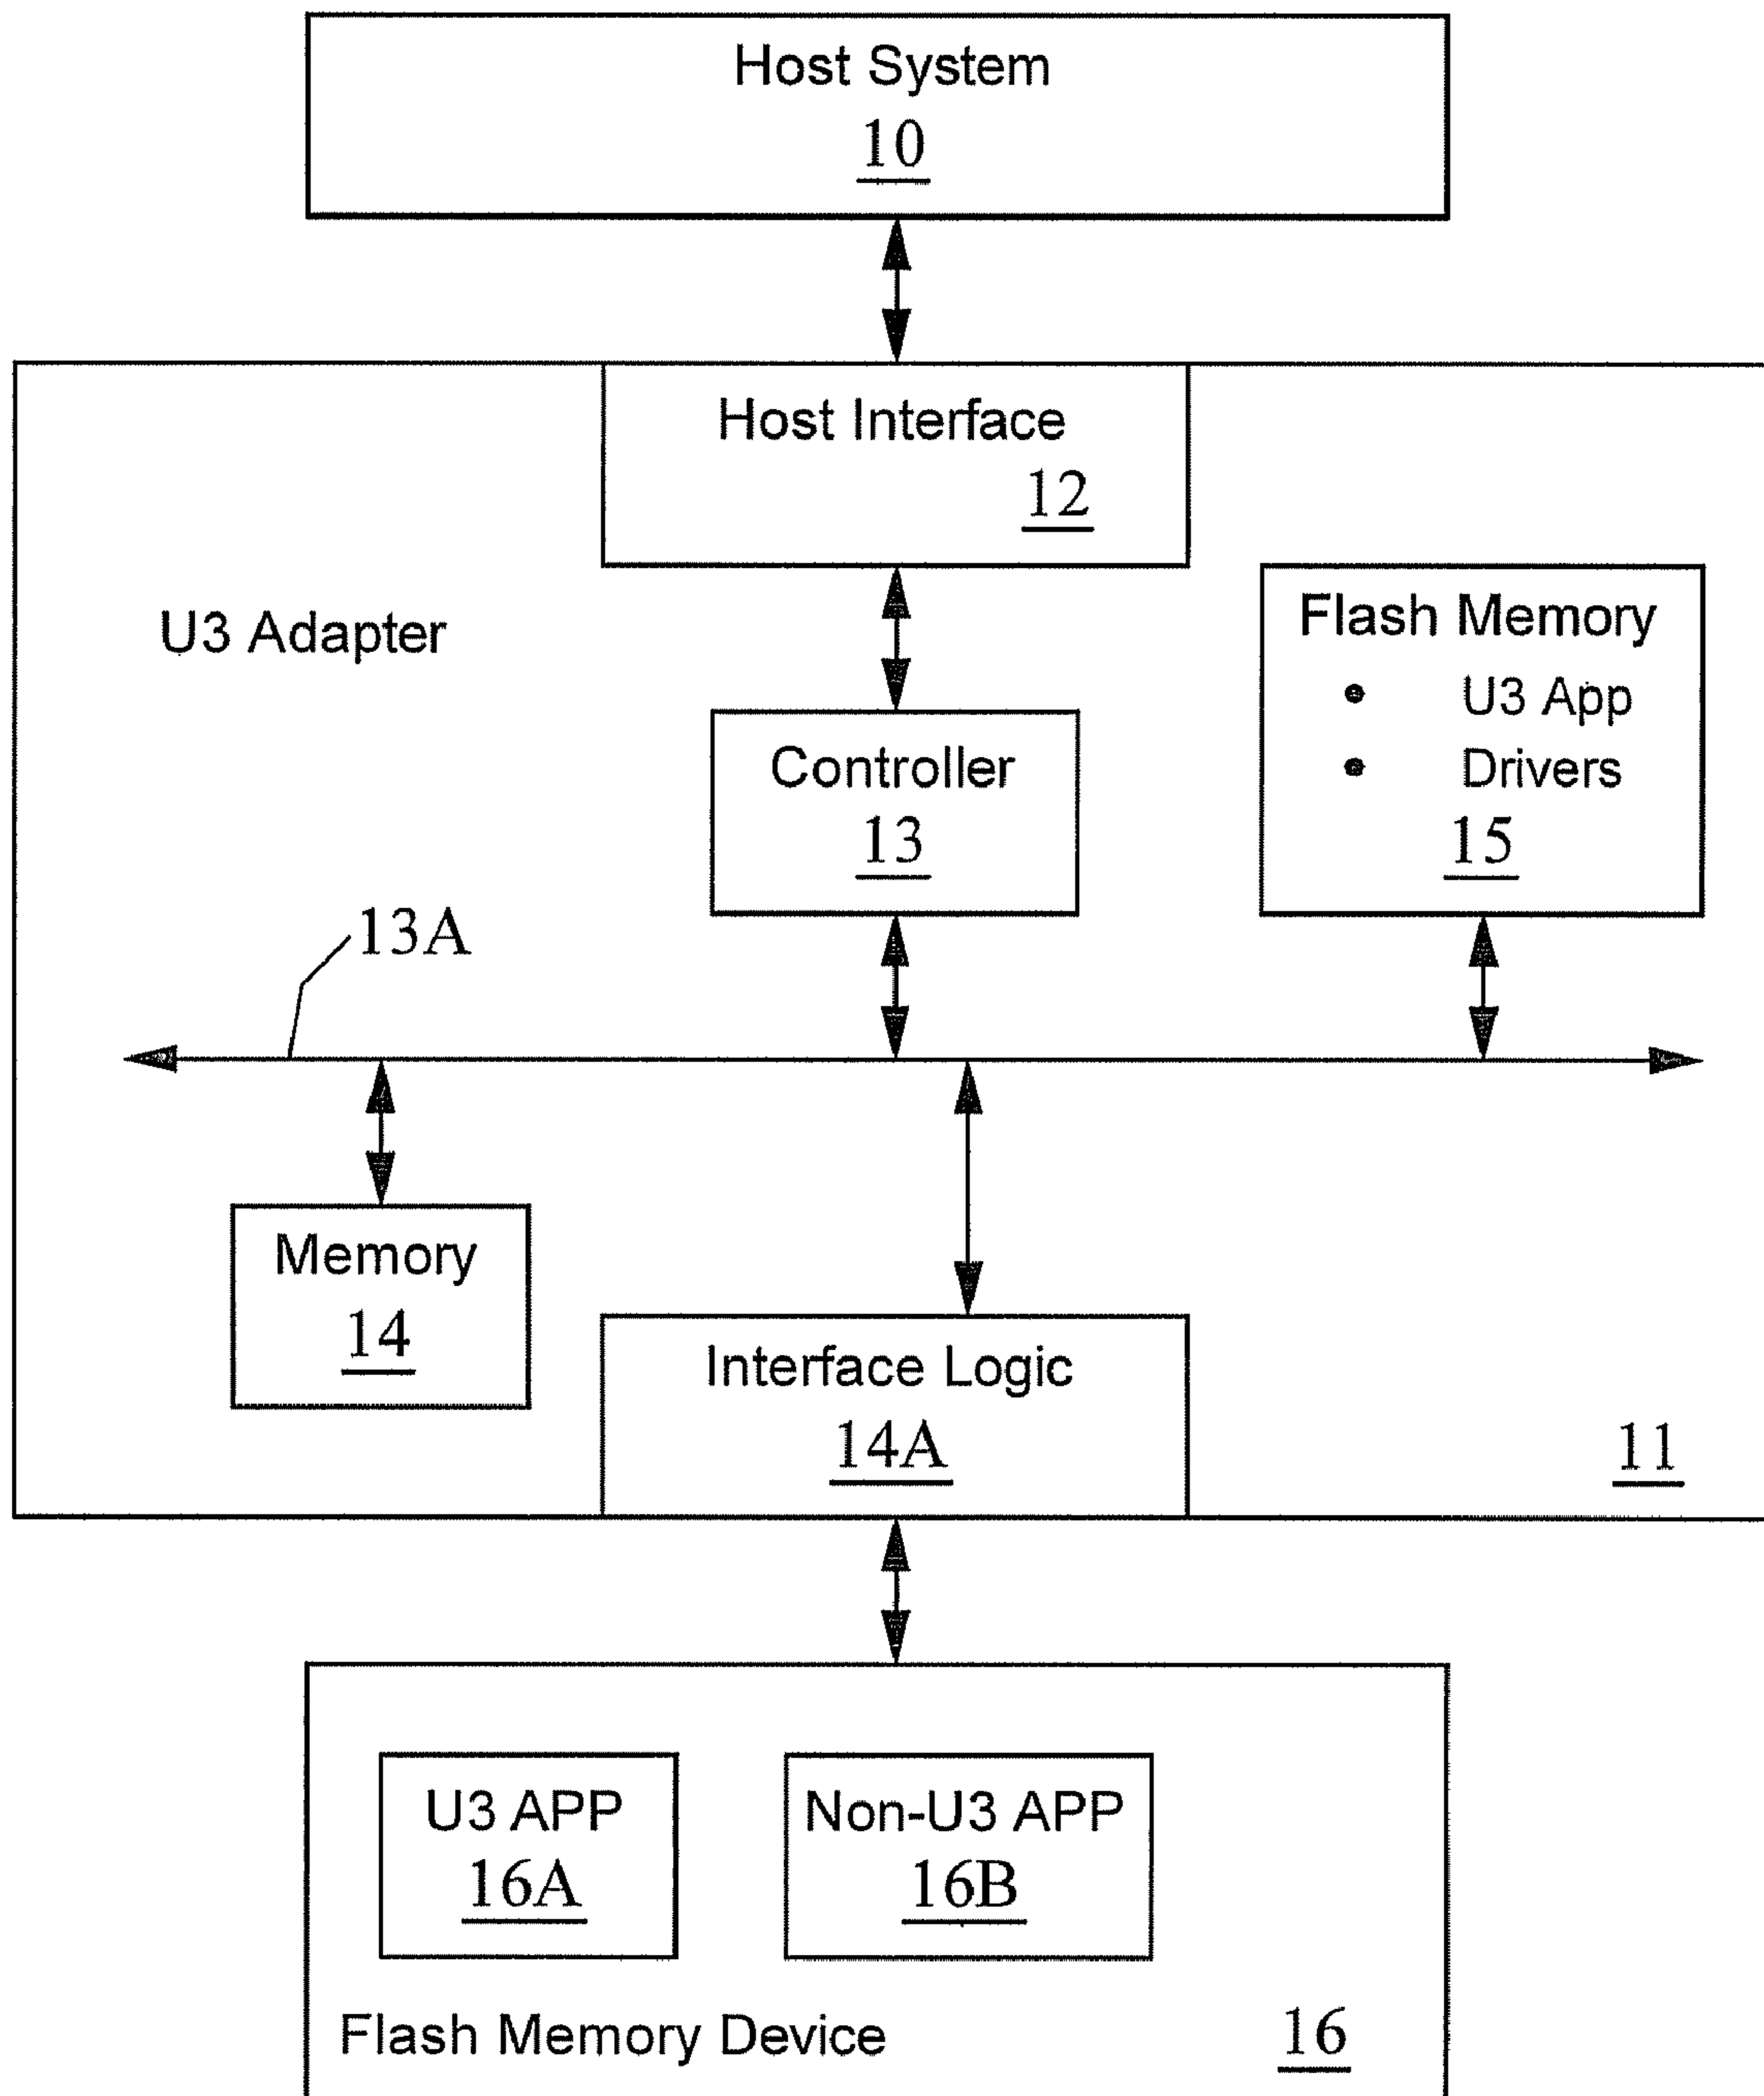 Host System
10
Host Interface
12
U3 Adapter
Flash Memory
• U3 App
• Drivers
15
Controller
13
13A
Memory
14
Interface Logic
14A
11
U3 APP
16A
Non-U3 APP
16B
Flash Memory Device
16